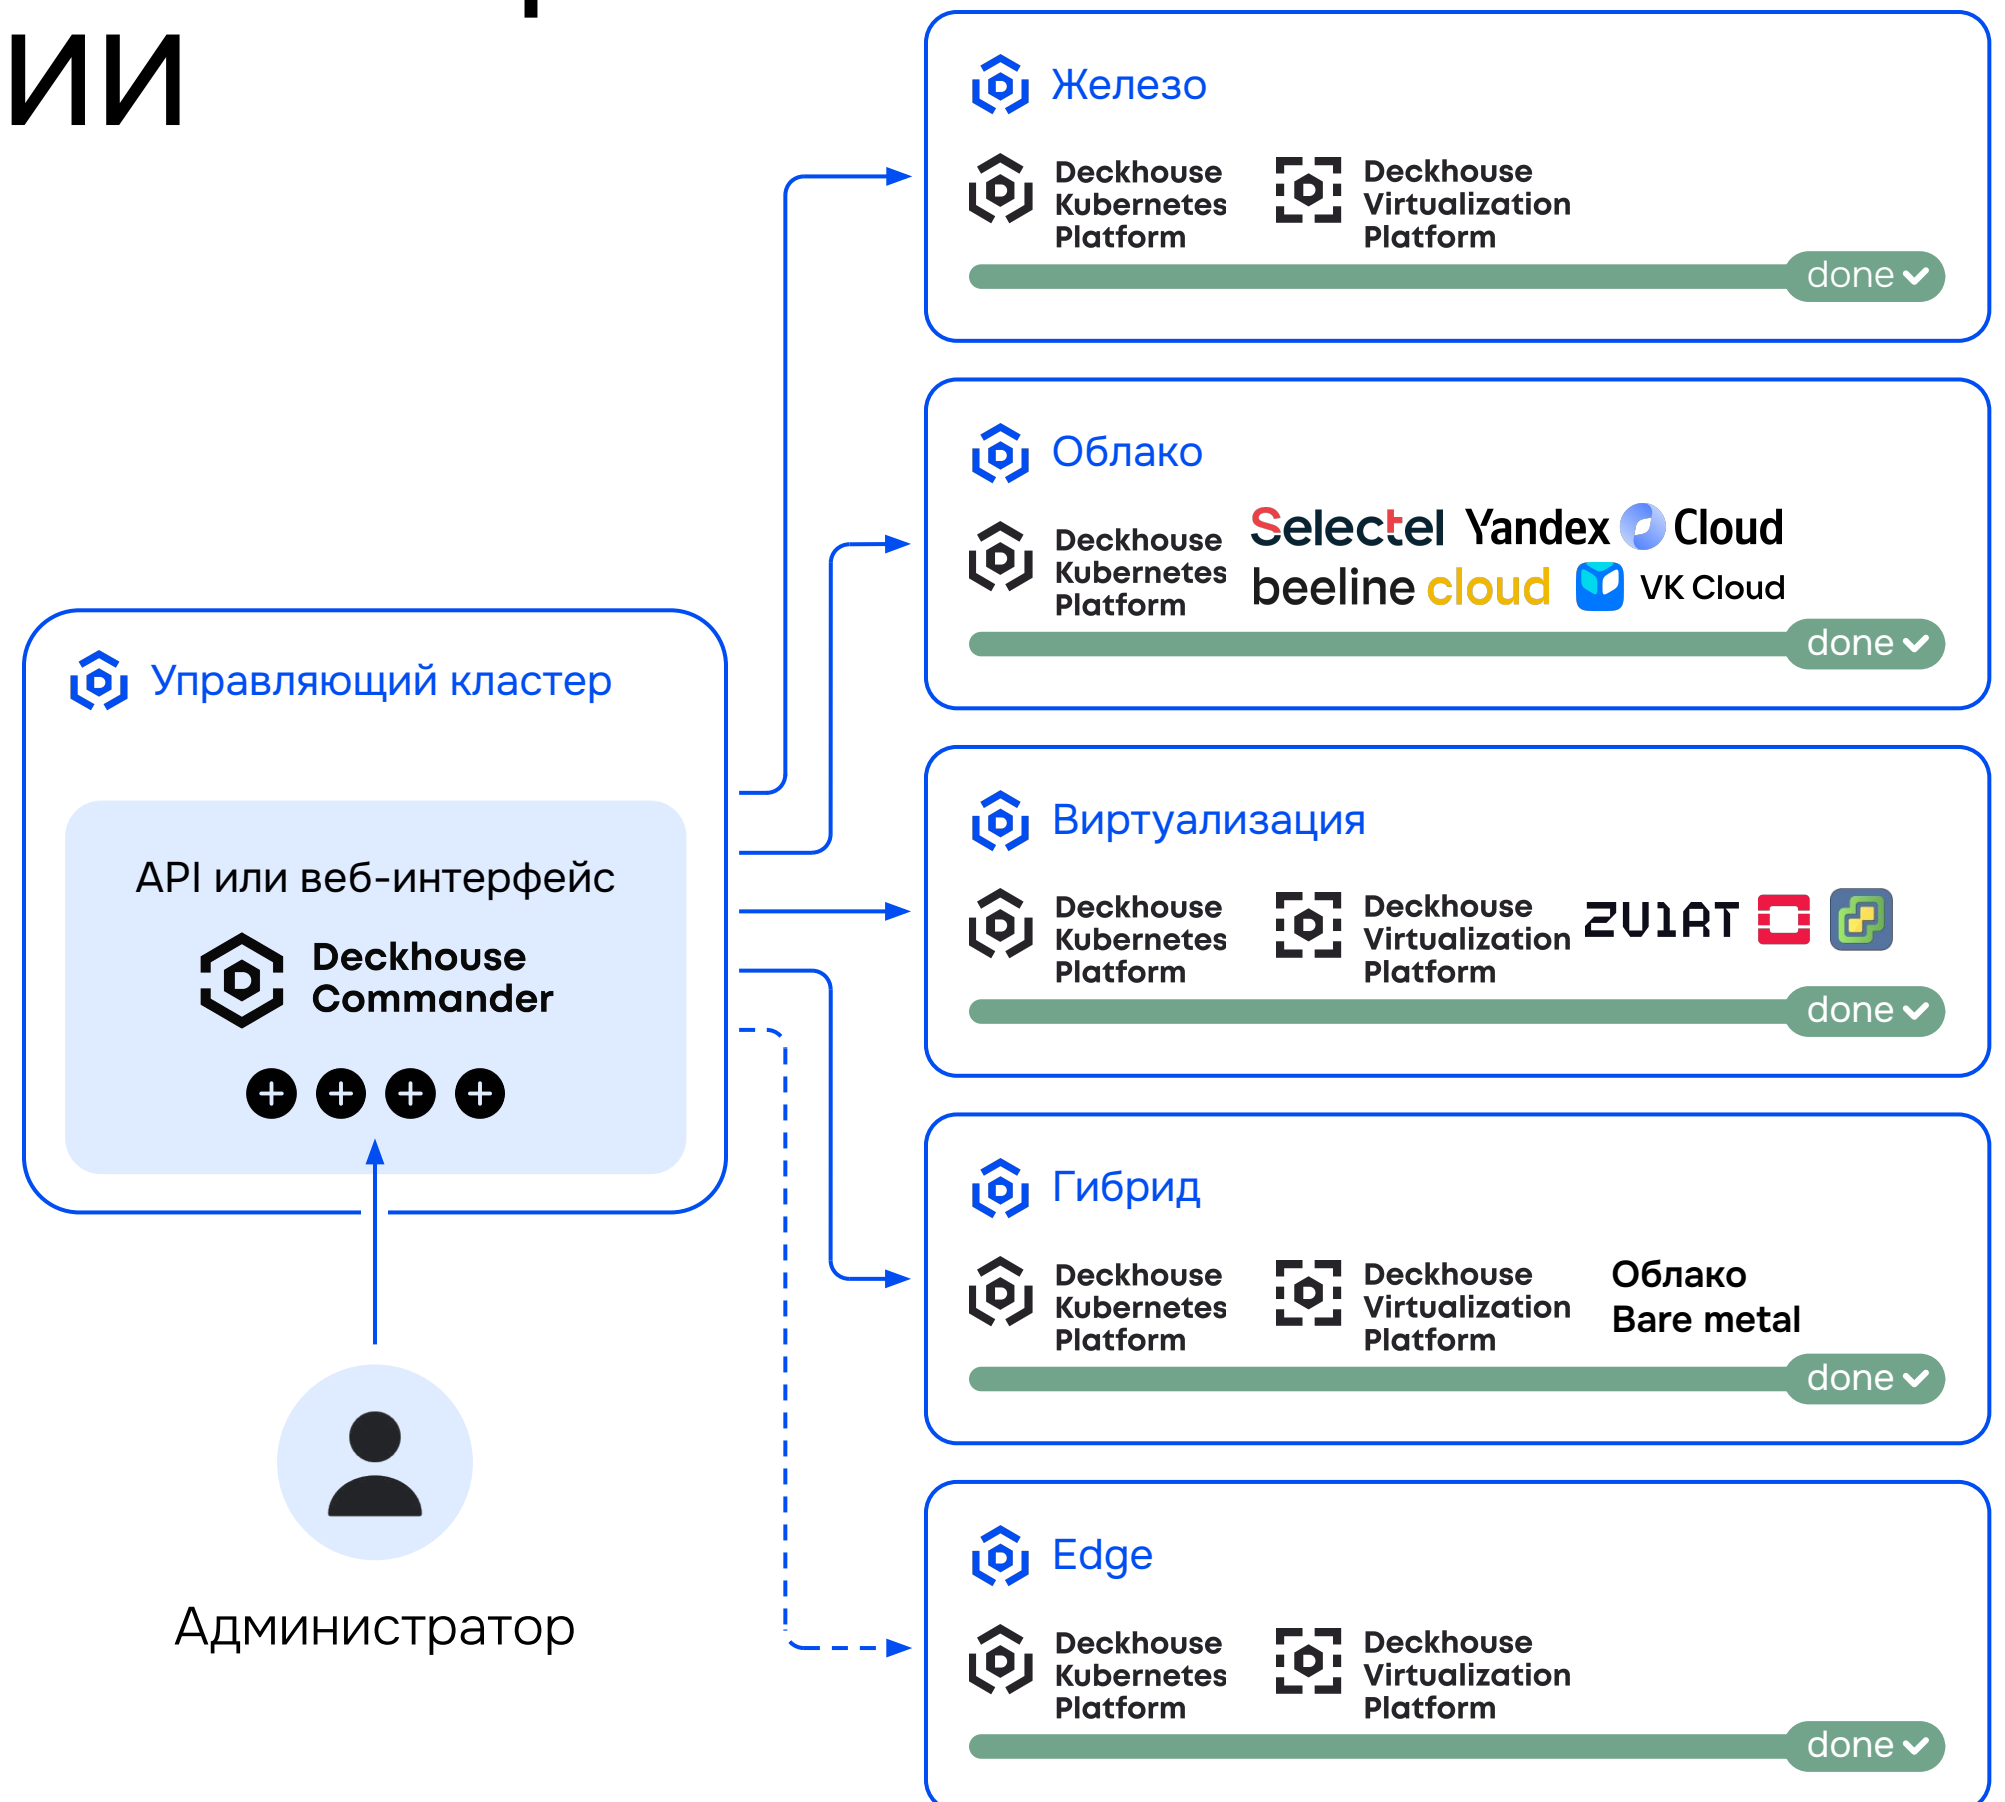 ии
Управляющий кластер
API или веб-интерфейс
Deckhouse
Commander
Администратор
Железо
Deckhouse
Kubernetes
Platform
Deckhouse
Virtualization
Platform
done
Облако
Deckhouse
Kubernetes
Platform
Selectel Yandex Cloud
beeline cloud VK Cloud
done
Виртуализация
Deckhouse
Kubernetes
Platform
Deckhouse
Virtualization
Platform
ZVIRT
done
Гибрид
Deckhouse
Kubernetes
Platform
Deckhouse
Virtualization
Platform
Облако
Bare metal
done
Edge
Deckhouse
Kubernetes
Platform
Deckhouse
Virtualization
Platform
done